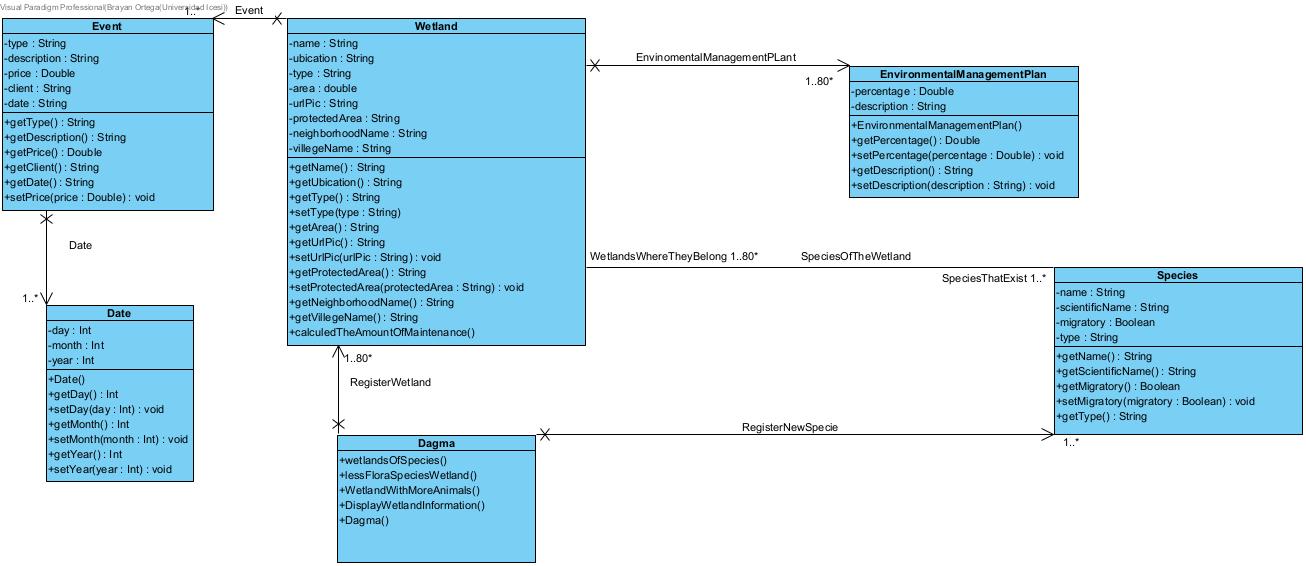 Visual Paradigm Professional(Brayan Ortega(Universidad Icesi))
1..*
Event
Event
-type : String
-description : String
-price : Double
-client : String
-date : String
+getType() : String
+getDescription() : String
+getPrice() : Double
+getClient() : String
+getDate() : String
+setPrice(price : Double) : void
Date
1..*
Date
-day : Int
-month : Int
-year : Int
+Date()
+getDay() : Int
+setDay(day : Int) : void
+getMonth() : Int
+setMonth(month : Int) : void
+getYear() : Int
+setYear(year : Int) : void
Wetland
-name : String
-ubication : String
-type : String
-area : double
-urlPic : String
-protectedArea : String
-neighborhoodName : String
-villegeName : String
+getName() : String
+getUbication() : String
+getType() : String
+setType(type : String)
+getArea() : String
+getUrlPic() : String
+setUrlPic(urlPic : String) : void
+getProtectedArea() : String
+setProtectedArea(protectedArea : String) : void
+getNeighborhoodName() : String
+getVillegeName() : String
+calculedTheAmountOfMaintenance()
1..80*
RegisterWetland
Dagma
+wetlandsOfSpecies()
+lessFloraSpeciesWetland()
+WetlandWithMoreAnimals()
+DisplayWetlandInformation()
+Dagma()
EnvinomentalManagementPLant
1..80*
EnvironmentalManagementPlan
-percentage : Double
-description : String
+EnvironmentalManagementPlan()
+getPercentage() : Double
+setPercentage(percentage : Double) : void
+getDescription() : String
+setDescription(description : String) : void
WetlandsWhereTheyBelong 1..80*
SpeciesOfTheWetland
SpeciesThatExist 1..*
Species
-name : String
-scientificName : String
-migratory : Boolean
-type : String
+getName() : String
+getScientificName() : String
+getMigratory() : Boolean
+setMigratory(migratory : Boolean) : void
+getType() : String
RegisterNewSpecie
1..*